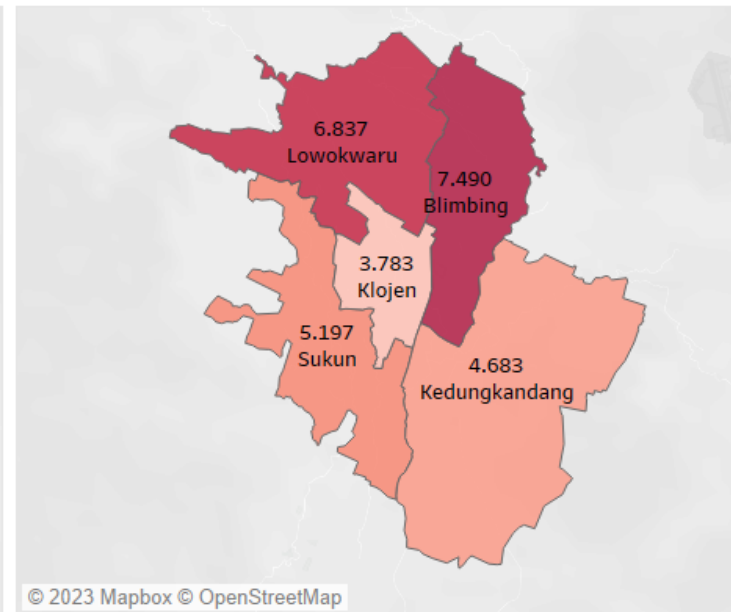 6.837
Lowokwaru
7.490
Blimbing
3.783
Klojen
5.197
Sukun
4.683
Kedungkandang
© 2023 Mapbox © OpenStreetMap